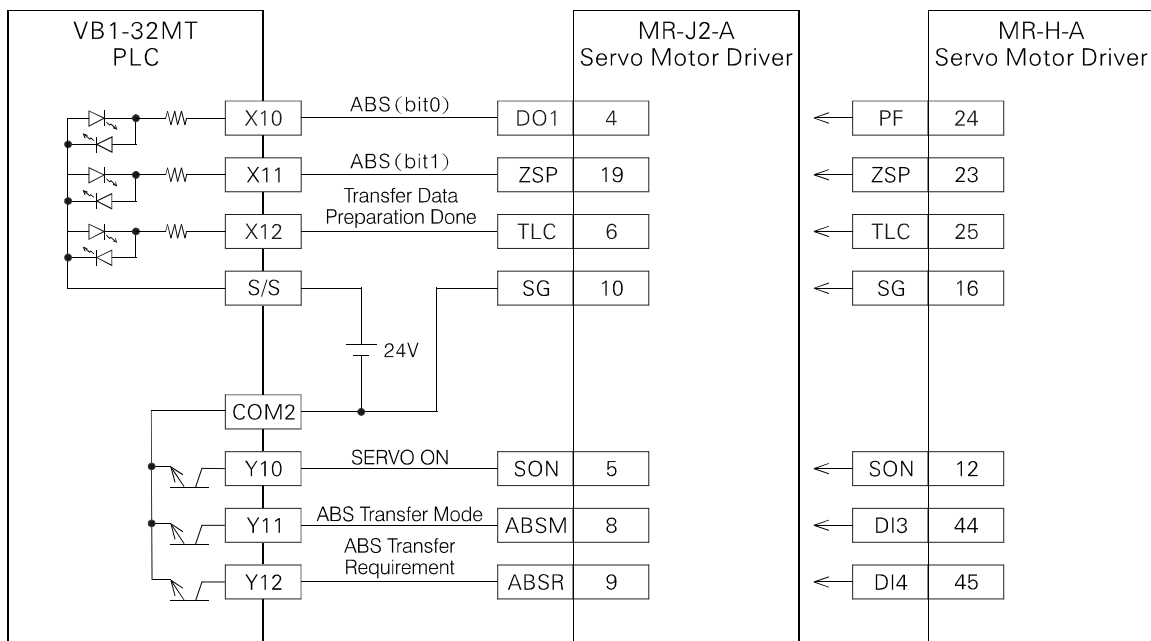 VB1-32MT
PLC
MR-J2-A
Servo Motor Driver
MR-H-A
Servo Motor Driver
X10 ABS(bit0) DO1 4 PF 24
X11 ABS(bit1) ZSP 19 ZSP 23
Transfer Data
Preparation Done
X12 TLC 6 TLC 25
S/S SG 10 SG 16
24V
COM2
Y10 SERVO ON SON 5 SON 12
Y11 ABS Transfer Mode ABSM 8 DI3 44
ABS Transfer
Requirement
Y12 ABSR 9 DI4 45